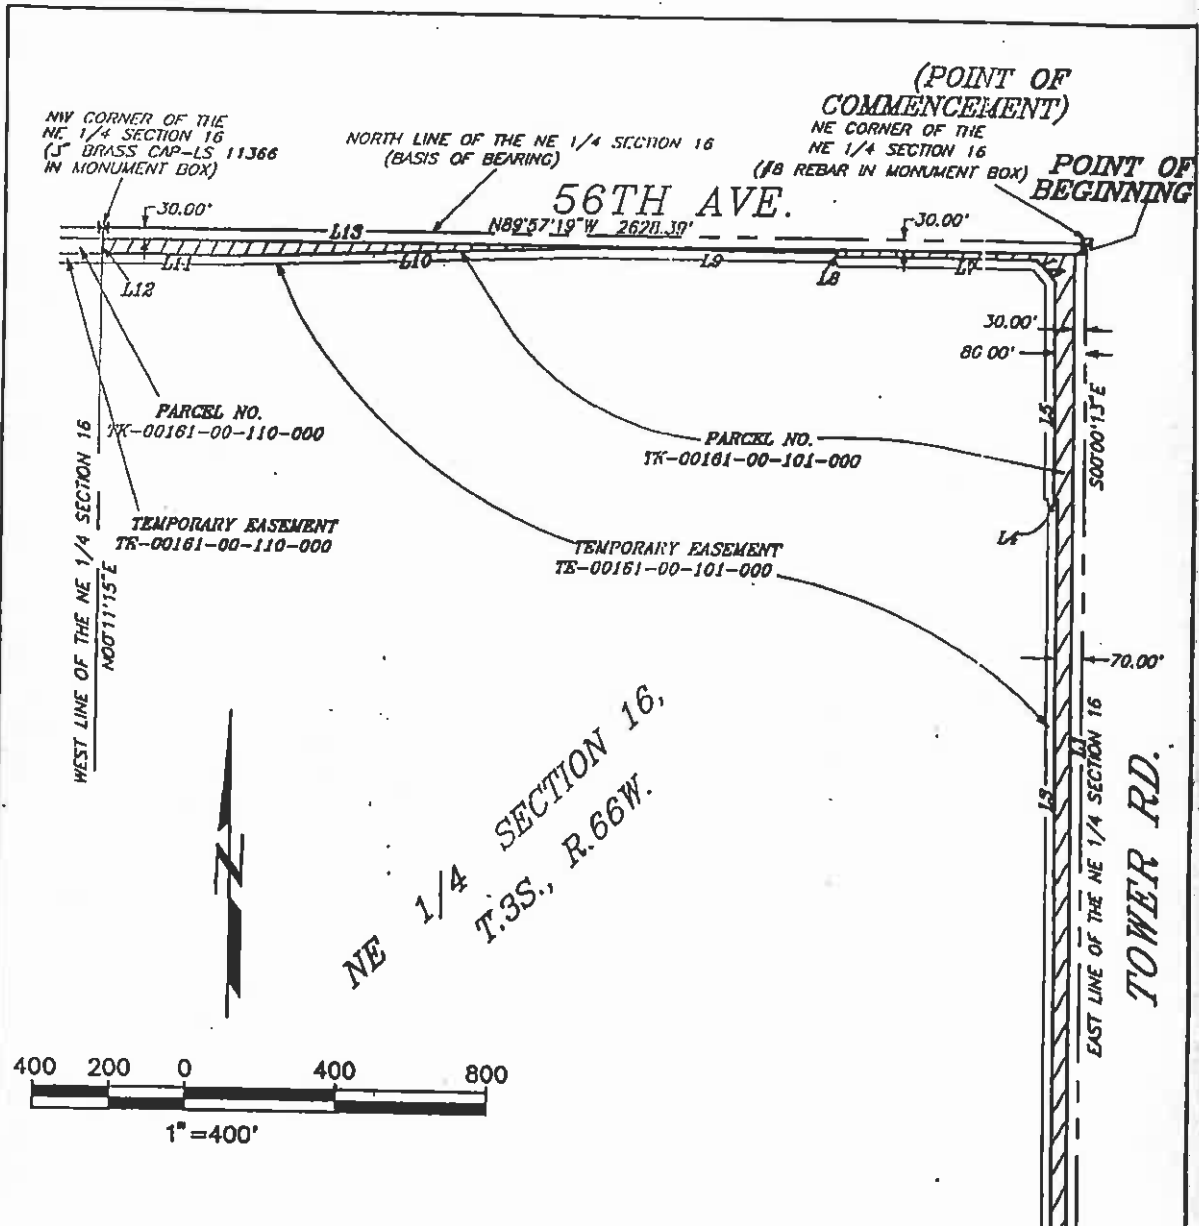 (POINT OF
COMMENCEMENT)
NE CORNER OF THE
NE 1/4 SECTION 16
(#8 REBAR IN MONUMENT BOX)
POINT OF
BEGINNING
NW CORNER OF THE
NE 1/4 SECTION 16
(3" BRASS CAP-LS 11366
IN MONUMENT BOX)
NORTH LINE OF THE NE 1/4 SECTION 16
(BASIS OF BEARING)
56TH AVE.
30.00'
30.00'
L13
N89°57'19"W 2628.39'
L11
L10
L9
L8
L7
L12
30.00'
80.00'
L5
S00°00'13"E
PARCEL NO.
TK-00161-00-110-000
PARCEL NO.
TK-00161-00-101-000
TEMPORARY EASEMENT
TE-00161-00-110-000
TEMPORARY EASEMENT
TE-00161-00-101-000
L4
WEST LINE OF THE NE 1/4 SECTION 16
N00°11'15"E
70.00'
L1
L3
EAST LINE OF THE NE 1/4 SECTION 16
TOWER RD.
NE 1/4 SECTION 16,
T.3S., R.66W.
N
400 200 0 400 800
1"=400'